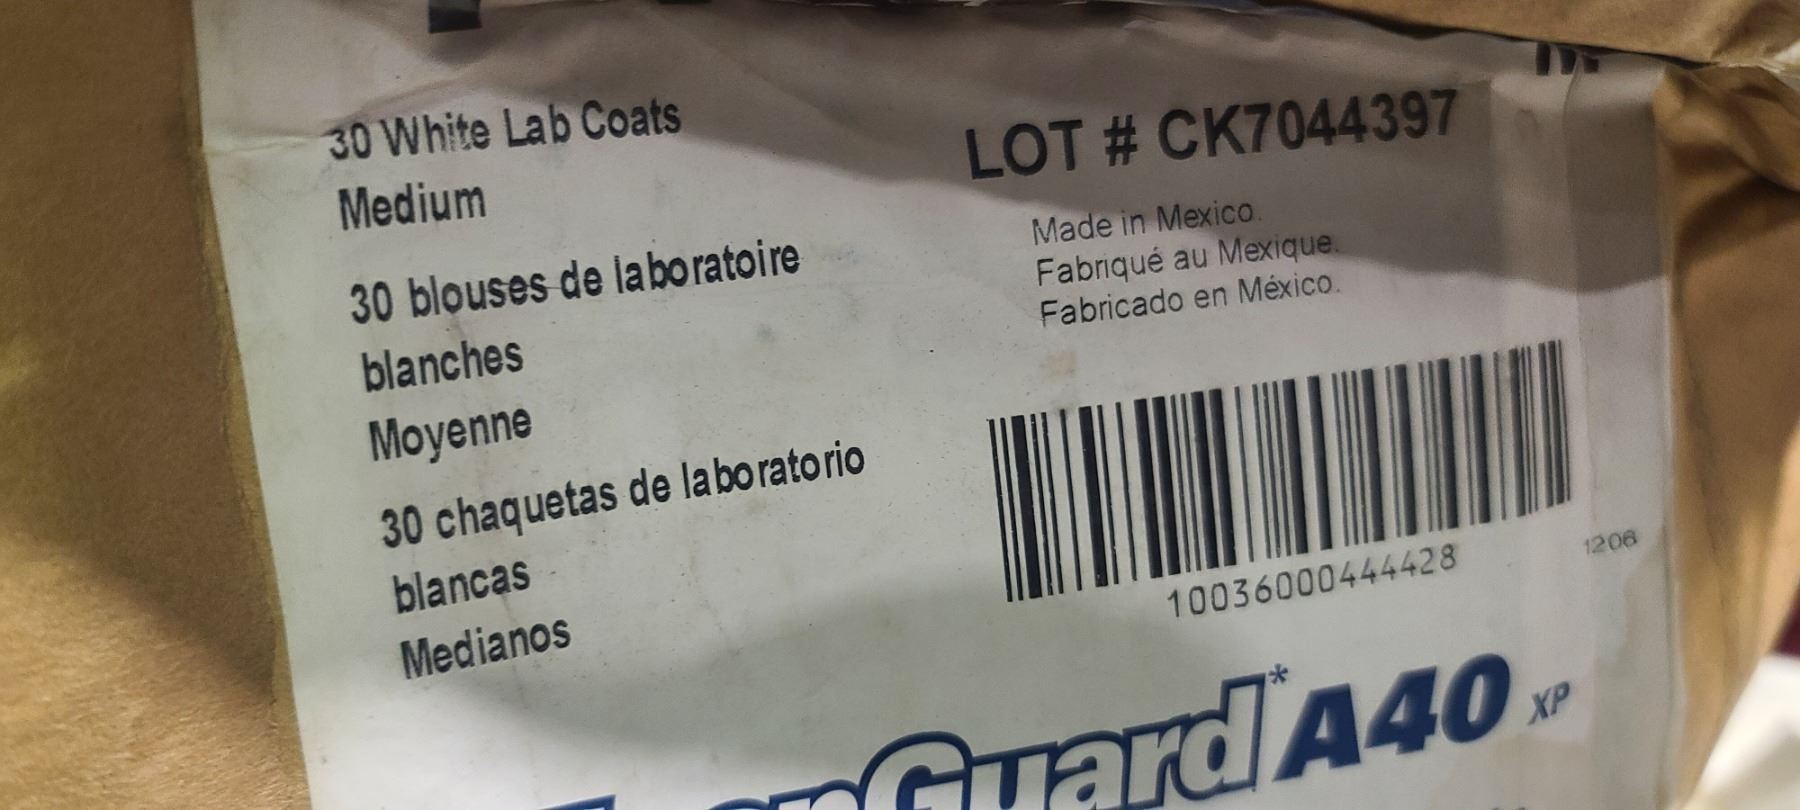 30 White Lab Coats
Medium
30 blouses de laboratoire
blanches
Moyenne
30 chaquetas de laboratorio
blancas
Medianos
LOT # CK7044397
Made in Mexico.
Fabriqué au Mexique.
Fabricado en México.
10036000444428
1206
Guard* A40 XP